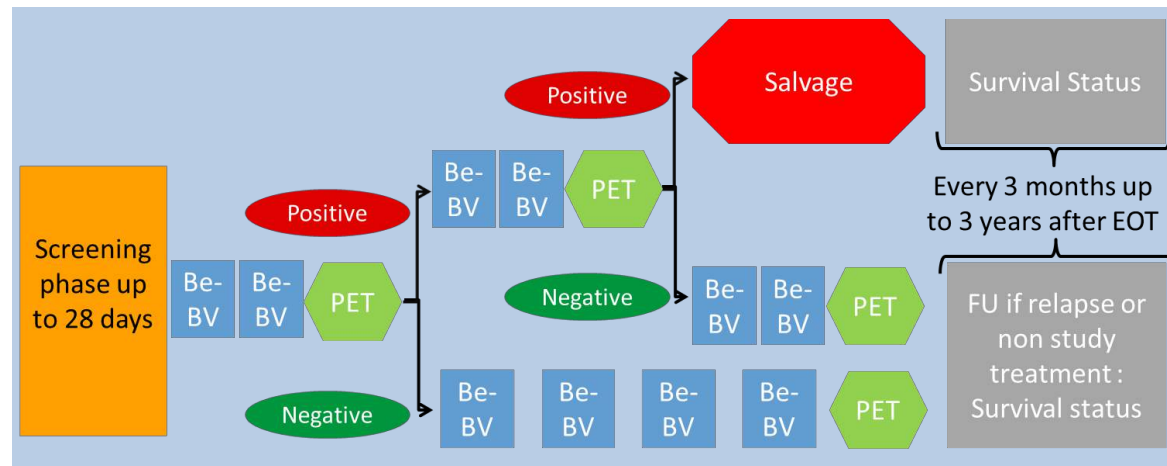 Screening
phase up
to 28 days
Be-
BV
Be-
BV
PET
Positive
Be-
BV
Be-
BV
PET
Positive
Salvage
Negative
Be-
BV
Be-
BV
PET
Negative
Be-
BV
Be-
BV
Be-
BV
Be-
BV
PET
Survival Status
Every 3 months up
to 3 years after EOT
FU if relapse or
non study
treatment :
Survival status